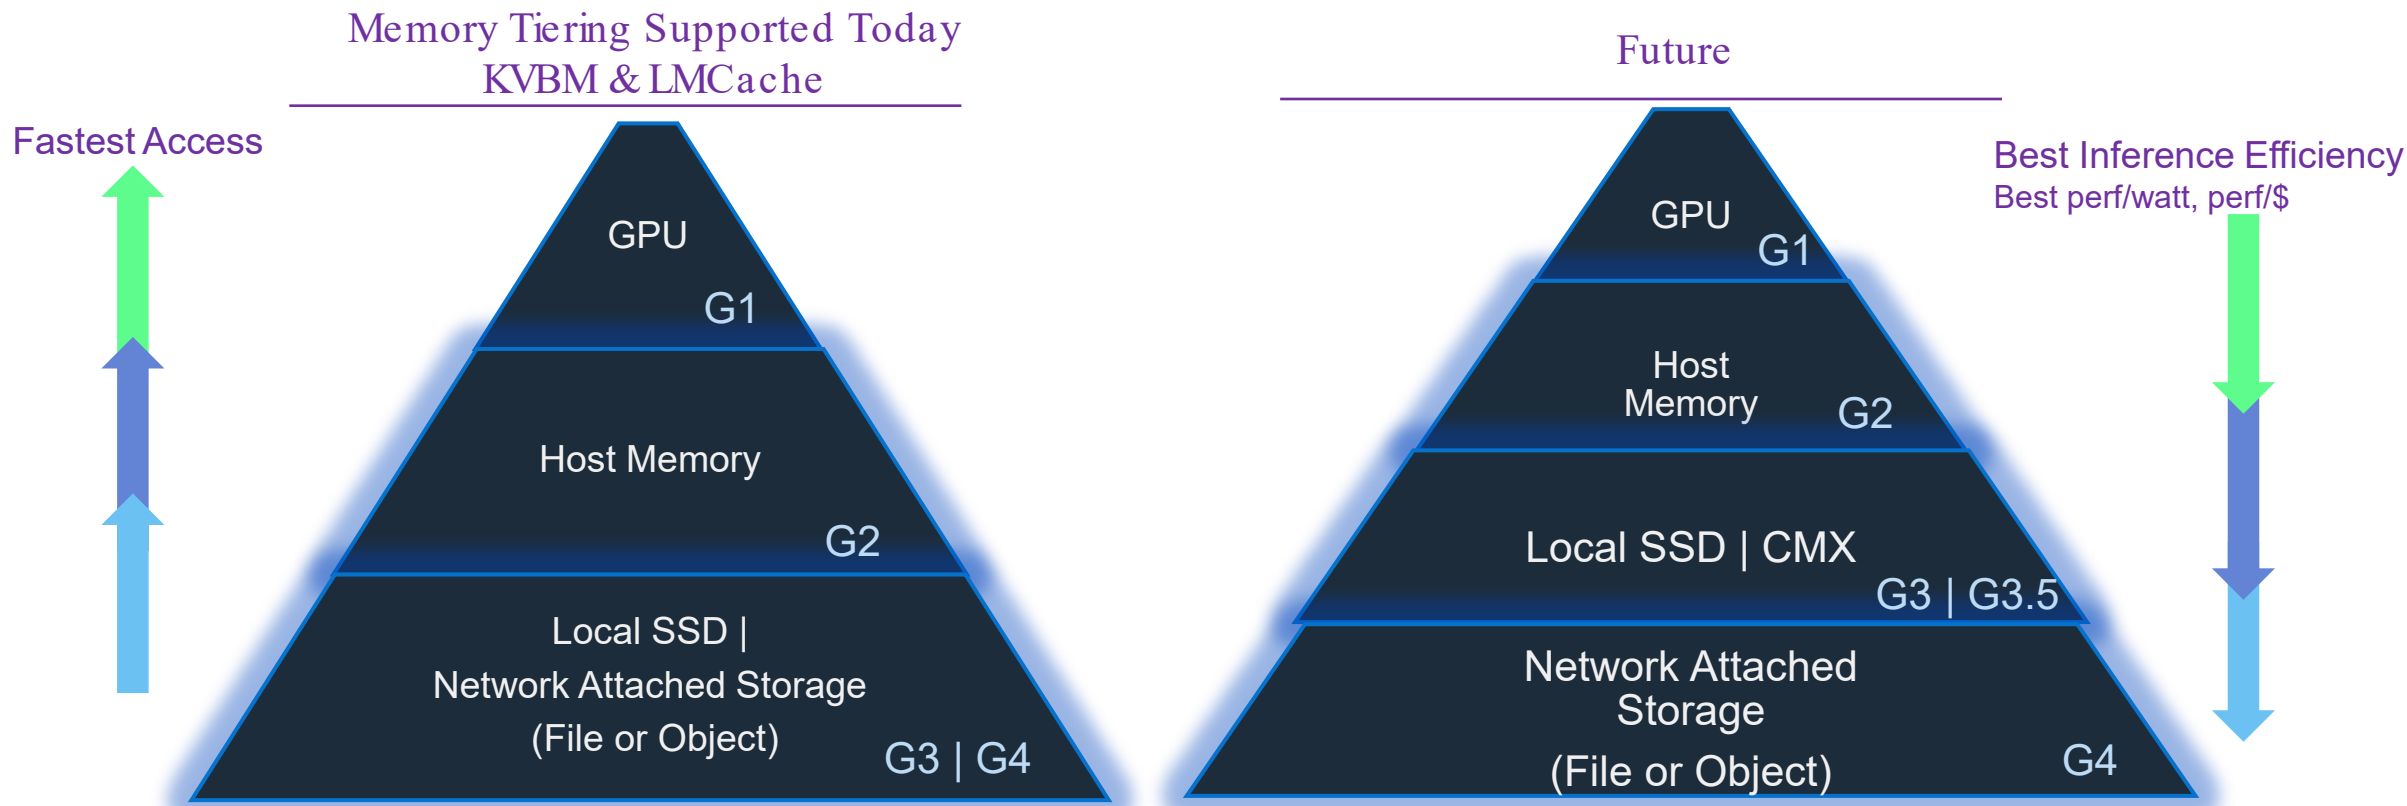 Memory Tiering Supported Today
KVBM & LMCache
Fastest Access
GPU
G1
Host Memory
G2
Local SSD |
Network Attached Storage
(File or Object)
G3 | G4
Future
Best Inference Efficiency
Best perf/watt, perf/$
GPU
G1
Host
Memory
G2
Local SSD | CMX
G3 | G3.5
Network Attached
Storage
(File or Object)
G4